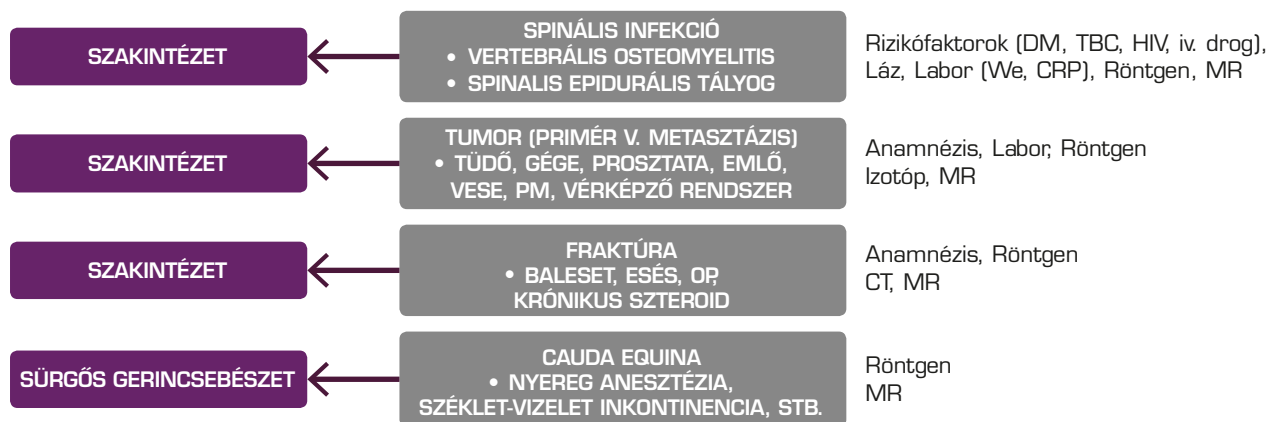 SZAKINTÉZET
SPINÁLIS INFEKCIÓ
• VERTEBRÁLIS OSTEOMYELITIS
• SPINALIS EPIDURÁLIS TÁLYOG
Rizikófaktorok (DM, TBC, HIV, iv. drog),
Láz, Labor (We, CRP), Röntgen, MR
SZAKINTÉZET
TUMOR (PRIMÉR V. METASZTÁZIS)
• TÜDŐ, GÉGE, PROSZTATA, EMLŐ,
VESE, PM, VÉRKÉPZŐ RENDSZER
Anamnézis, Labor, Röntgen
Izotóp, MR
SZAKINTÉZET
FRAKTÚRA
• BALESET, ESÉS, OP,
KRÓNIKUS SZTEROID
Anamnézis, Röntgen
CT, MR
SÜRGŐS GERINCSEBÉSZET
CAUDA EQUINA
• NYEREG ANESZTÉZIA,
SZÉKLET-VIZELET INKONTINENCIA, STB.
Röntgen
MR